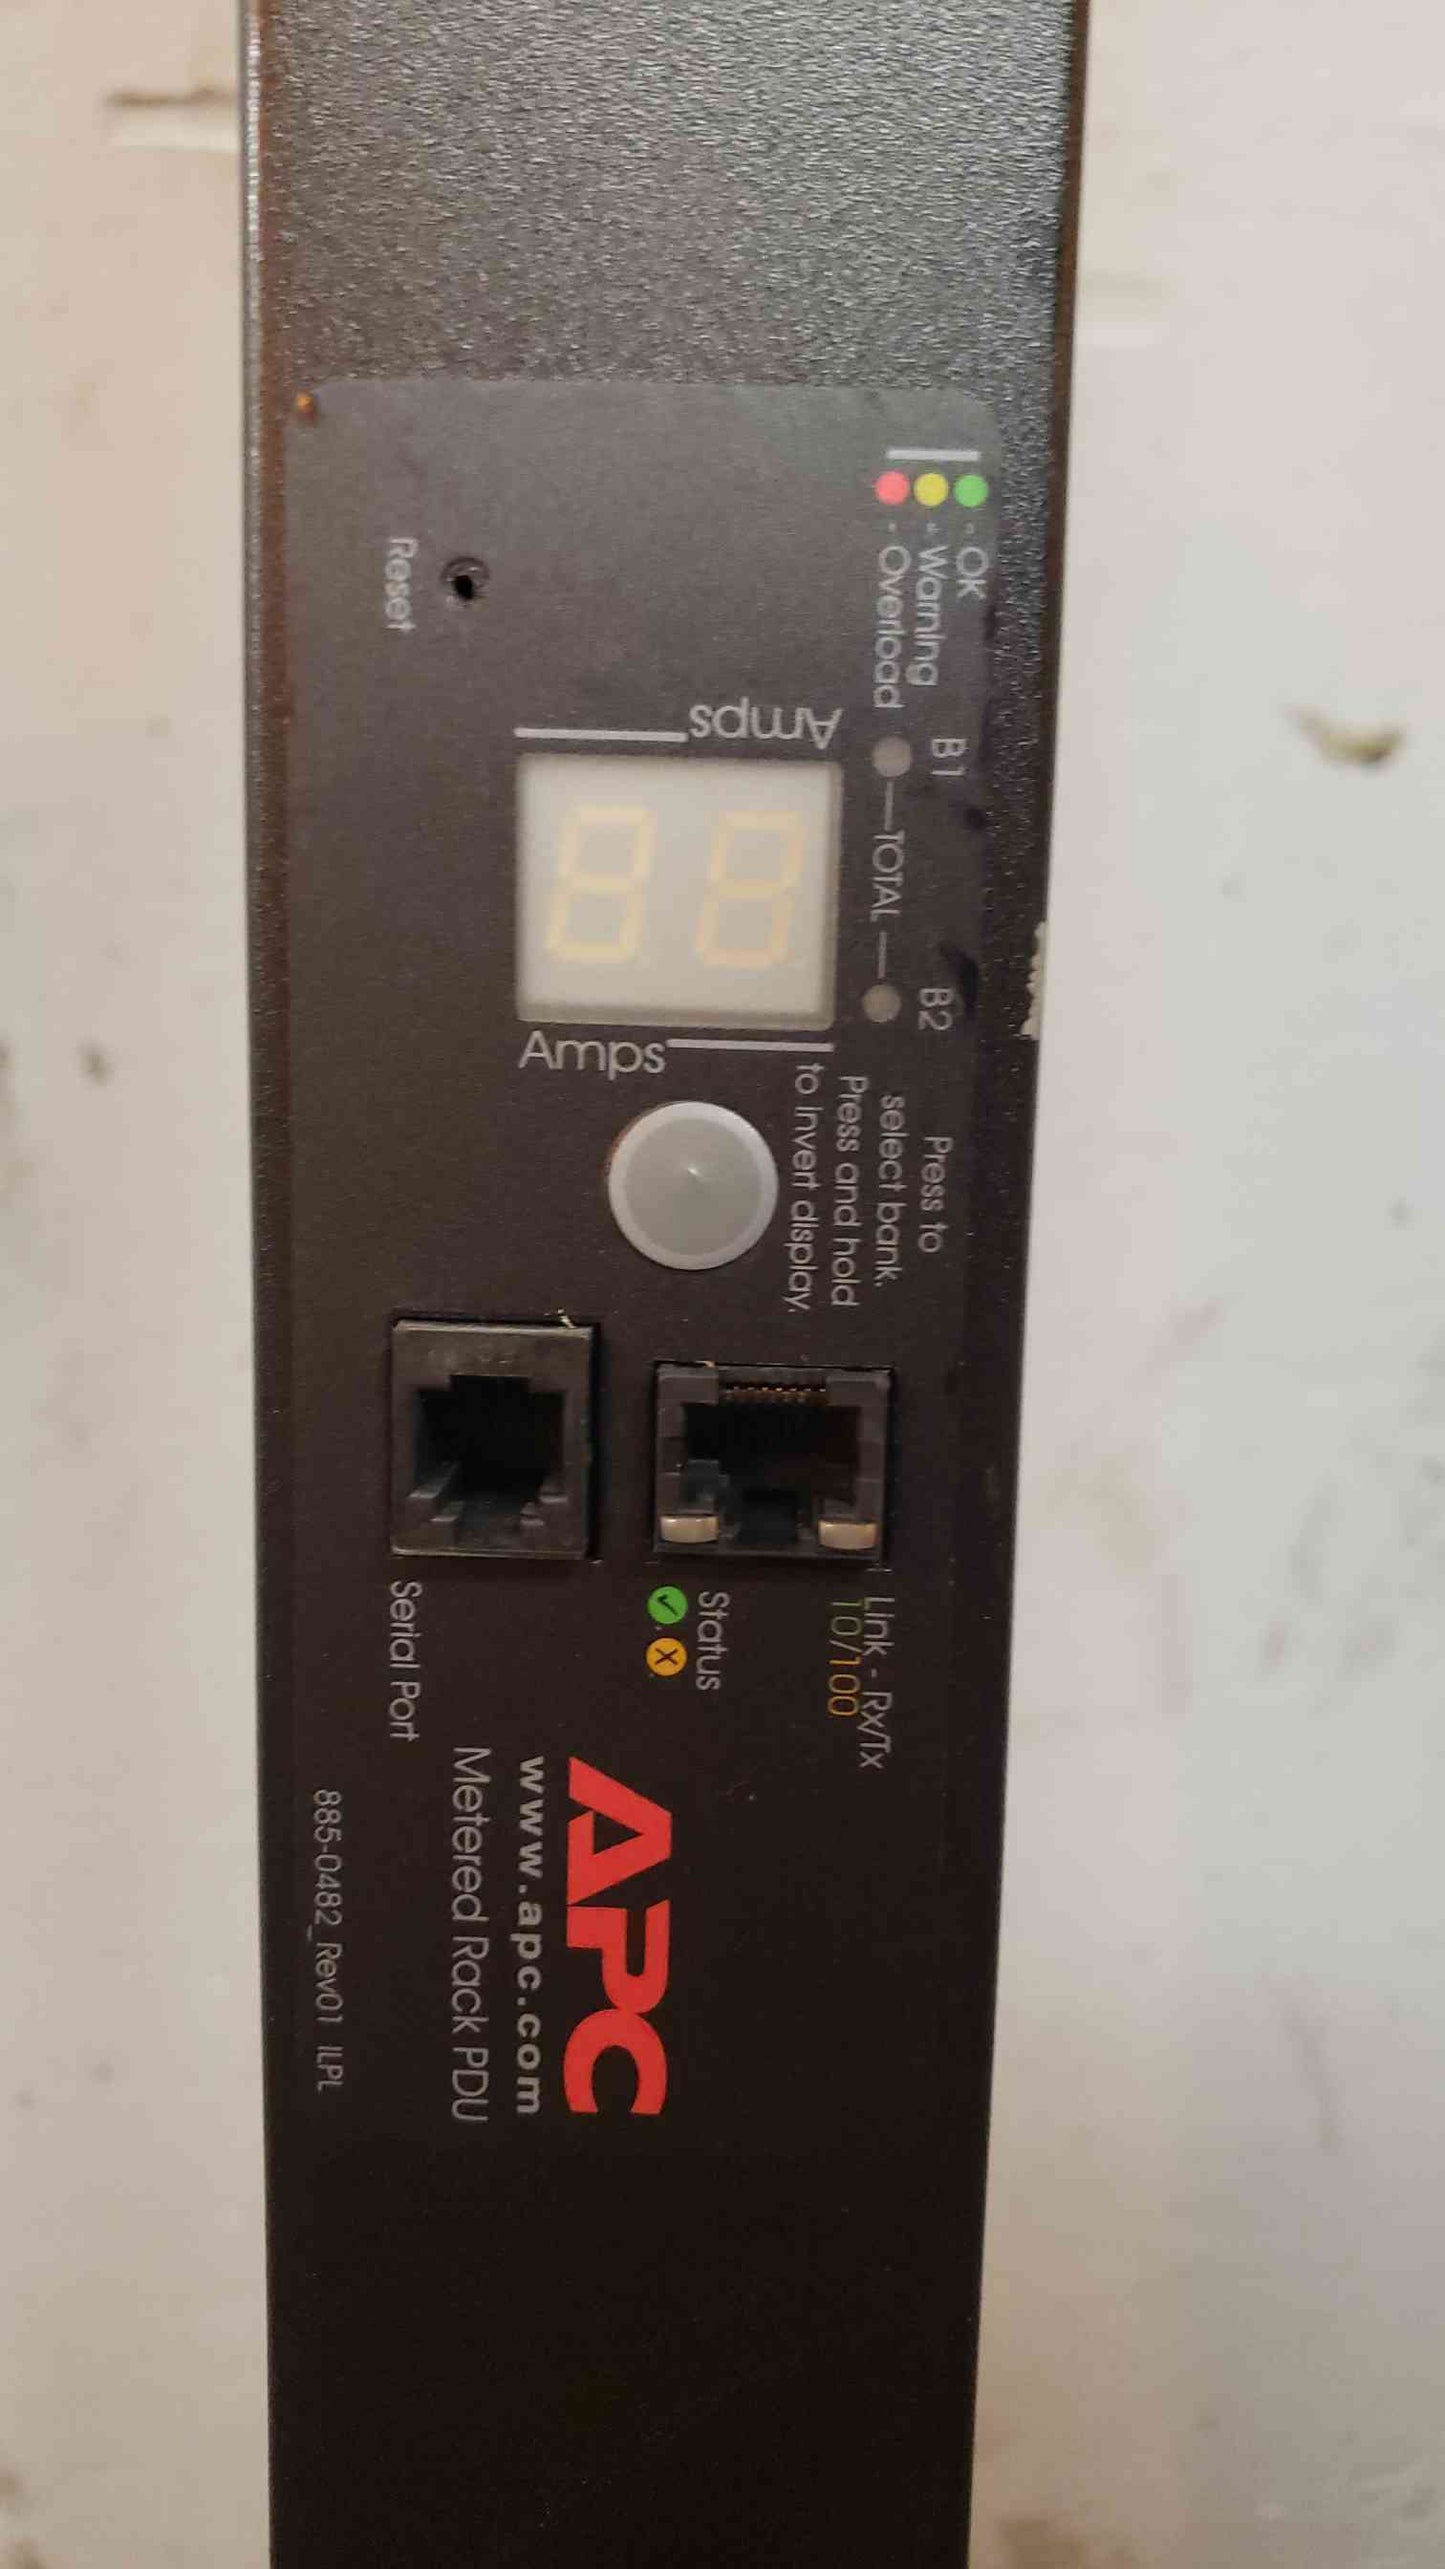 - OK
- Warning
- Overload
B1
TOTAL
B2
Reset
Amps
88
Amps
Press to
select bank.
Press and hold
to invert display.
Link - Rx/Tx
10/100
Status
Serial Port
APC
www.apc.com
Metered Rack PDU
885-0482_Rev01 ILPL